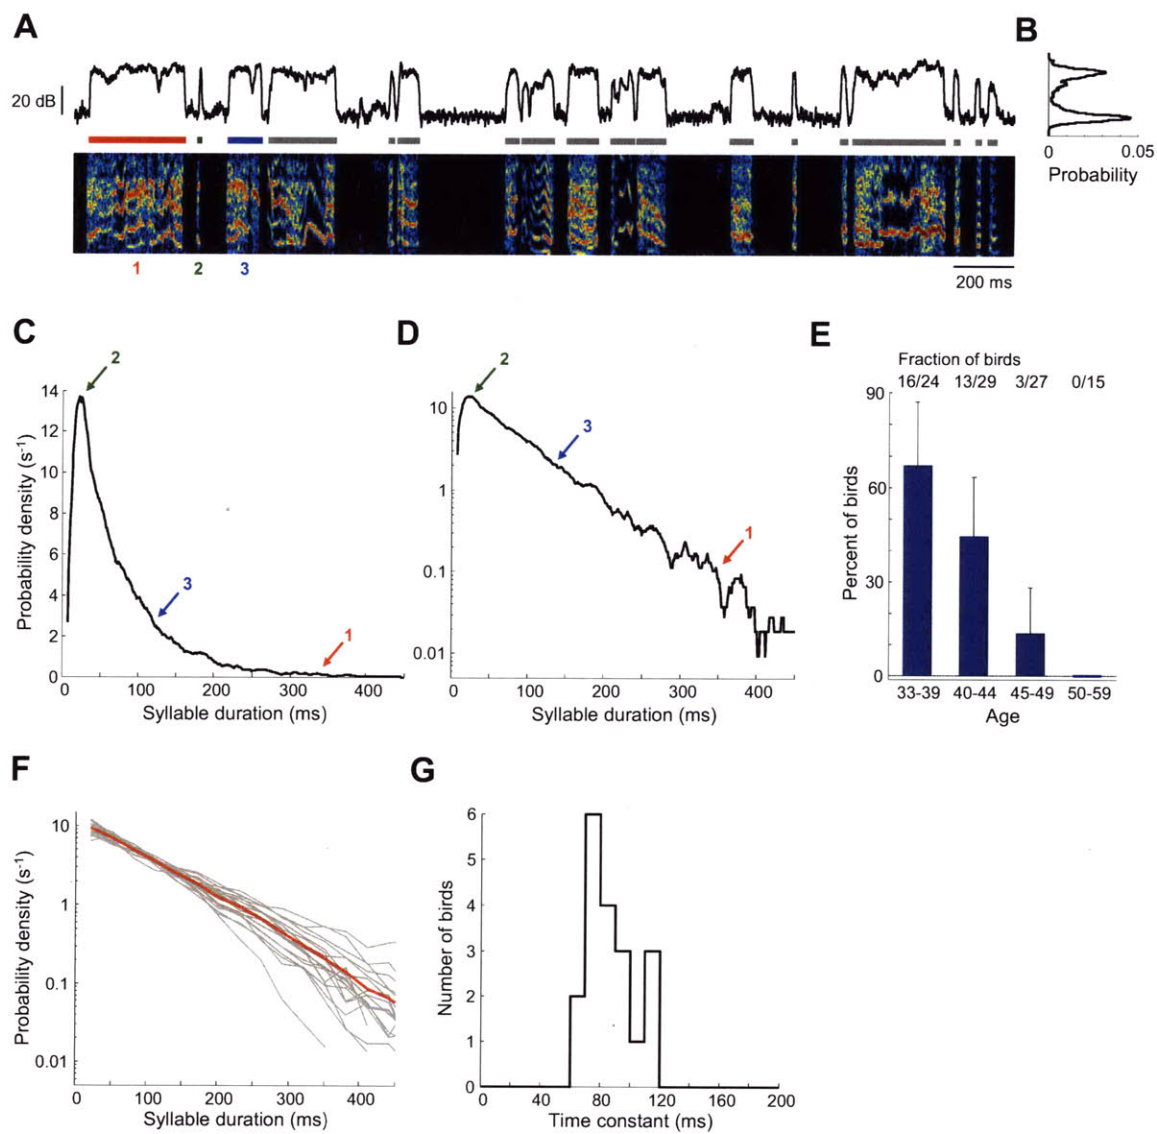 A
B
20 dB
0
0.05
Probability
1
2
3
200 ms
C
2
14
12
10
8
6
4
2
0
Probability density (s⁻¹)
3
1
0
100
200
300
400
Syllable duration (ms)
D
2
10
1
0.1
0.01
3
1
0
100
200
300
400
Syllable duration (ms)
E
Fraction of birds
16/24 13/29 3/27 0/15
90
60
30
0
Percent of birds
33-39 40-44 45-49 50-59
Age
F
10
1
0.1
0.01
Probability density (s⁻¹)
0
100
200
300
400
Syllable duration (ms)
G
6
5
4
3
2
1
0
Number of birds
0
40
80
120
160
200
Time constant (ms)